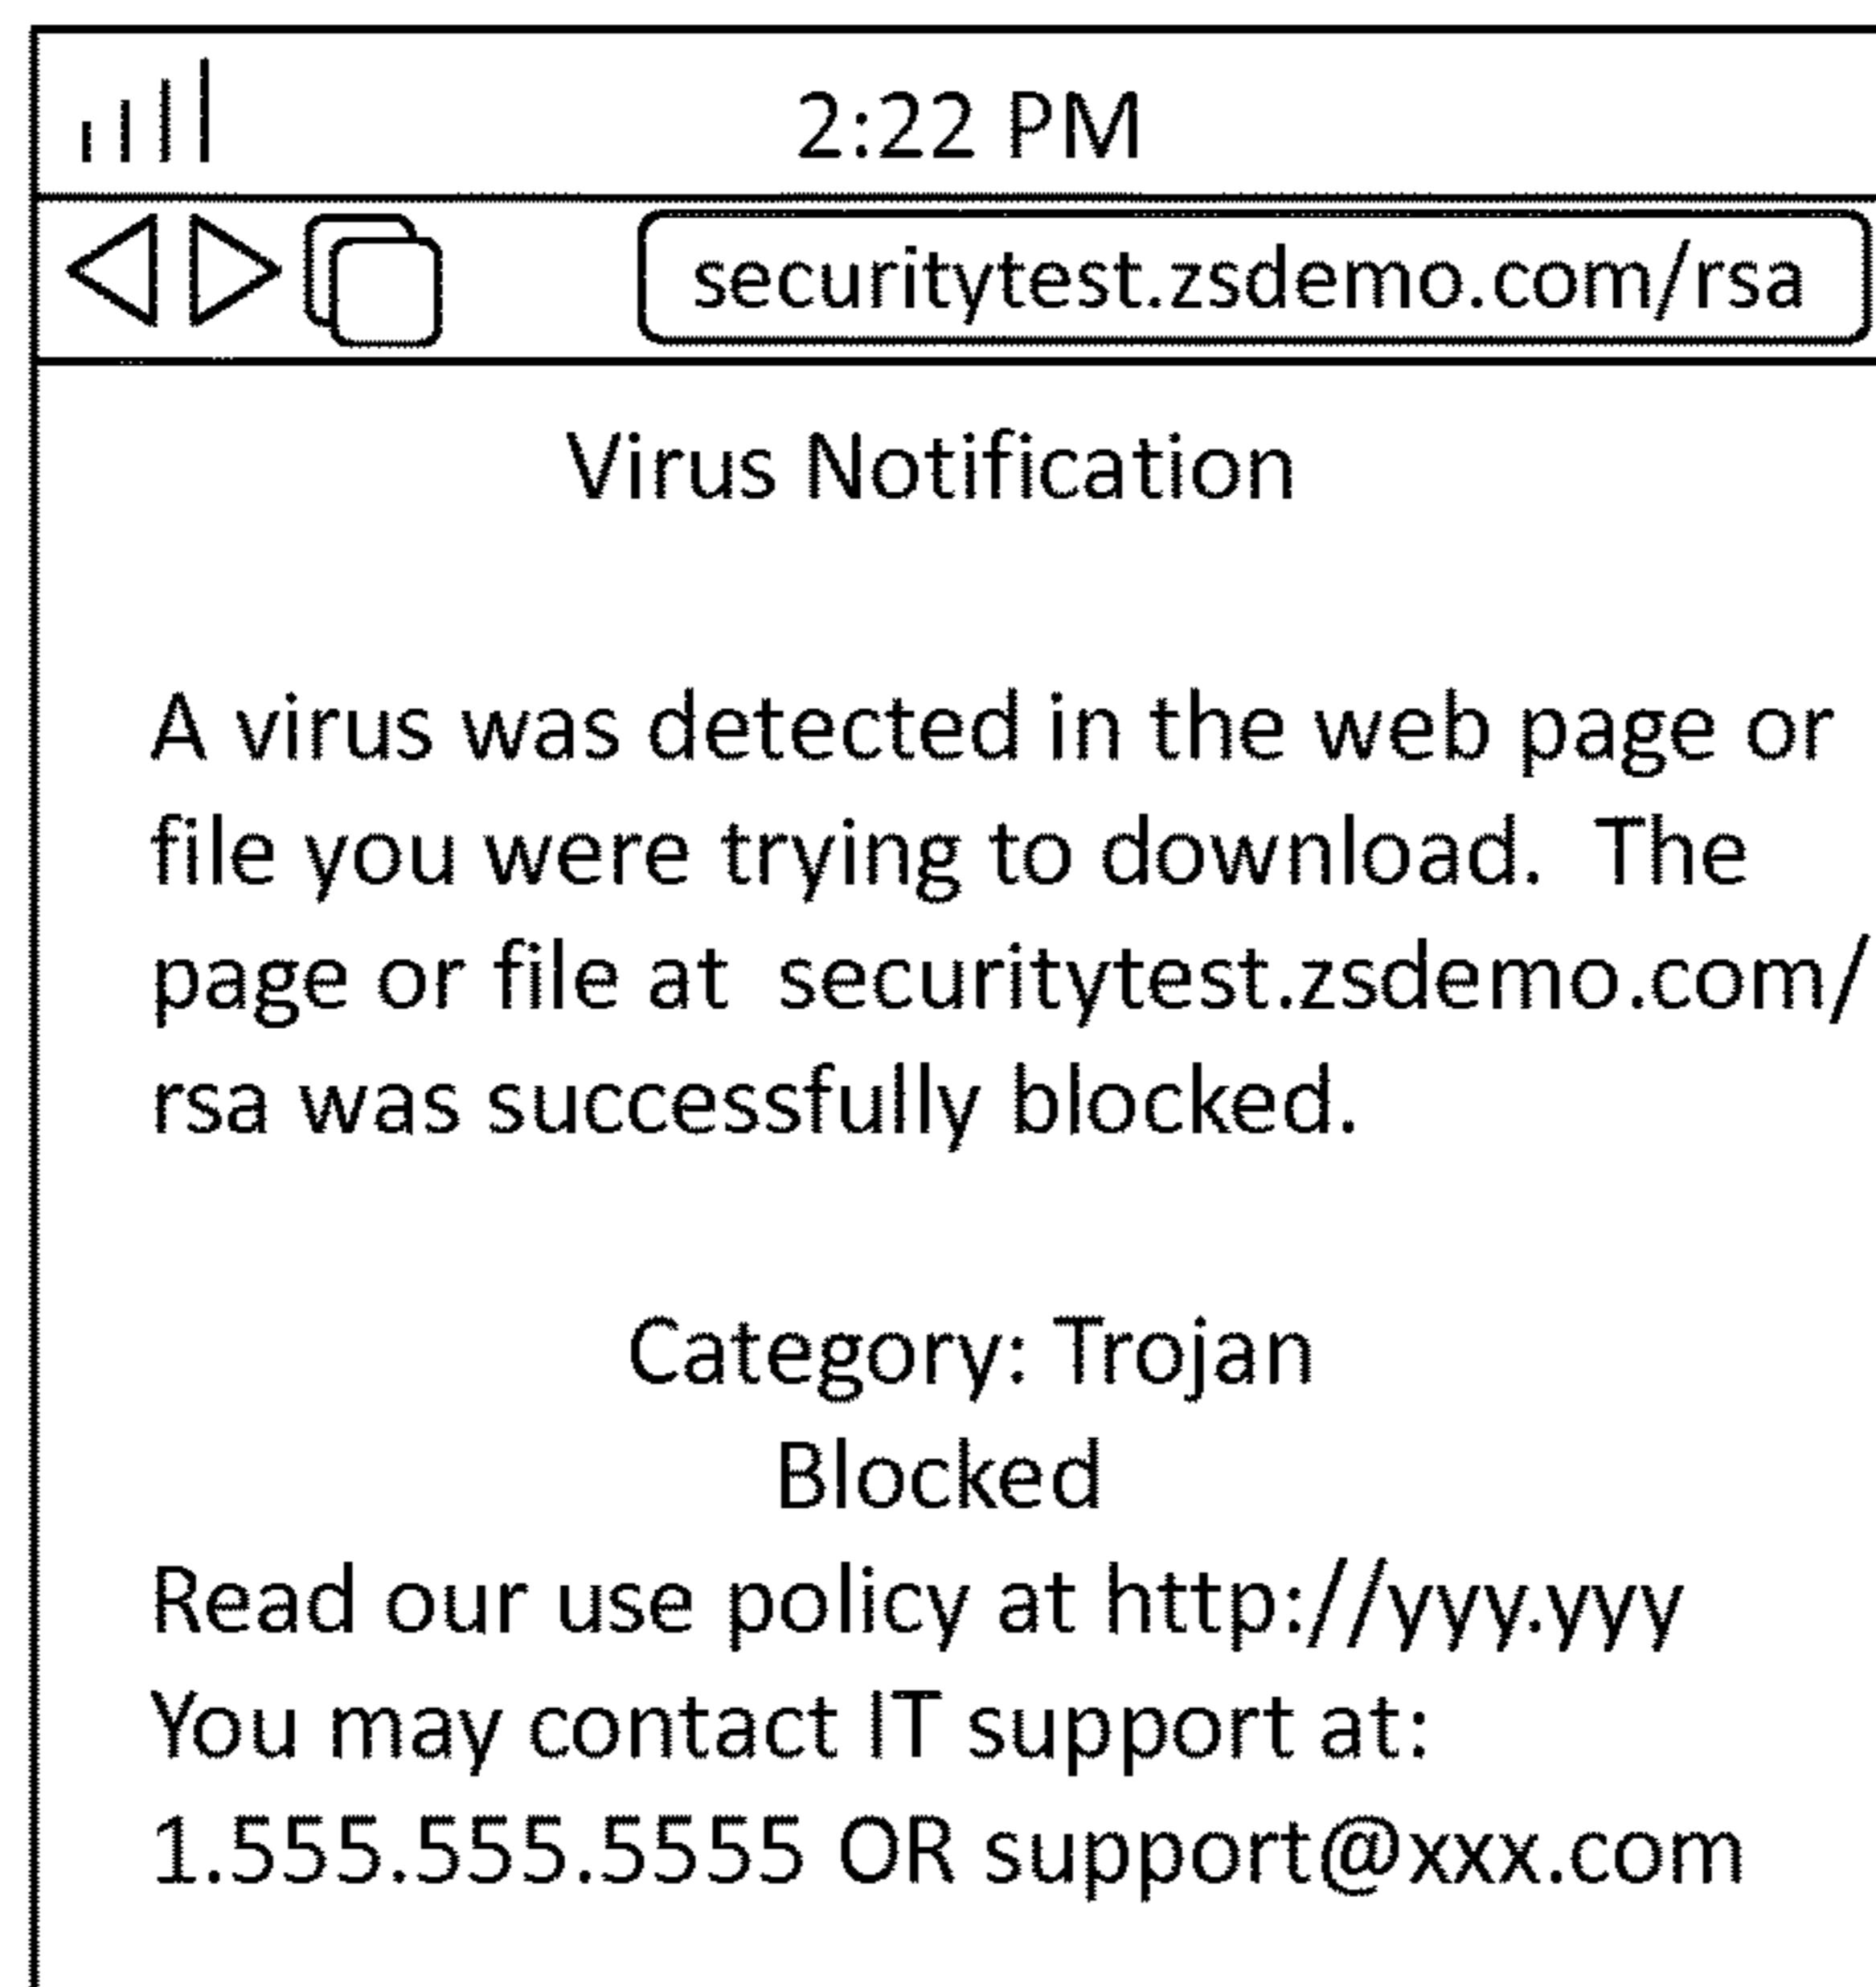 2:22 PM
securitytest.zsdemo.com/rsa
Virus Notification
A virus was detected in the web page or
file you were trying to download.  The
page or file at  securitytest.zsdemo.com/
rsa was successfully blocked.
Category: Trojan
Blocked
Read our use policy at http://yyy.yyy
You may contact IT support at:
1.555.555.5555 OR support@xxx.com